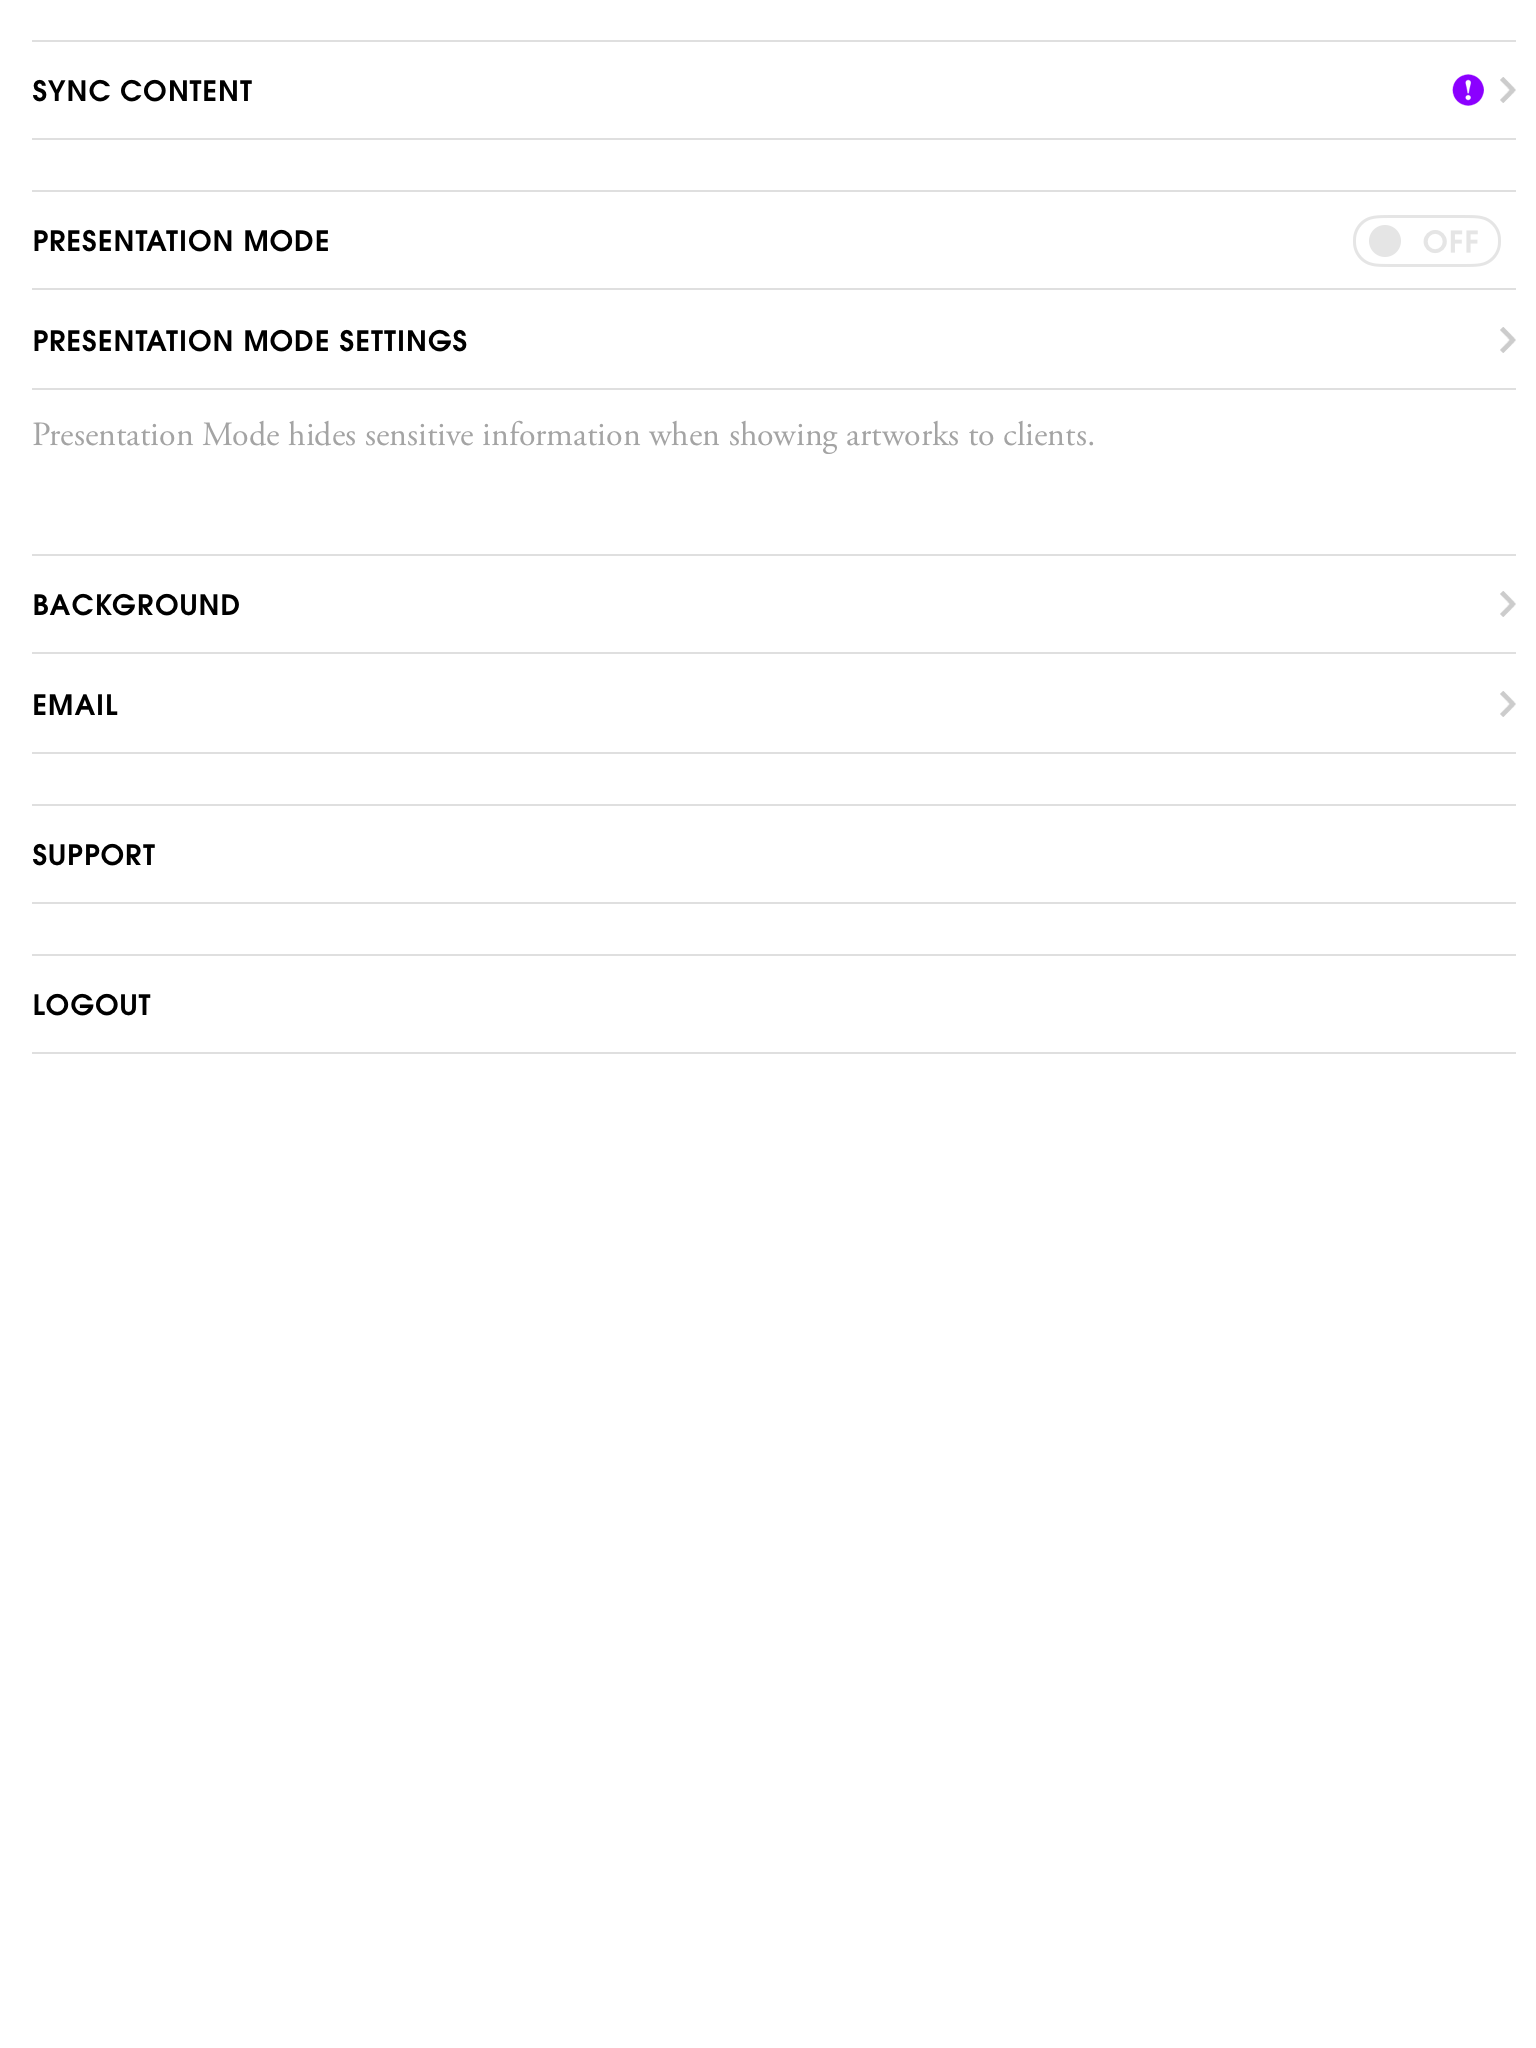 SYNC CONTENT
!
PRESENTATION MODE
OFF
PRESENTATION MODE SETTINGS
Presentation Mode hides sensitive information when showing artworks to clients.
BACKGROUND
EMAIL
SUPPORT
LOGOUT